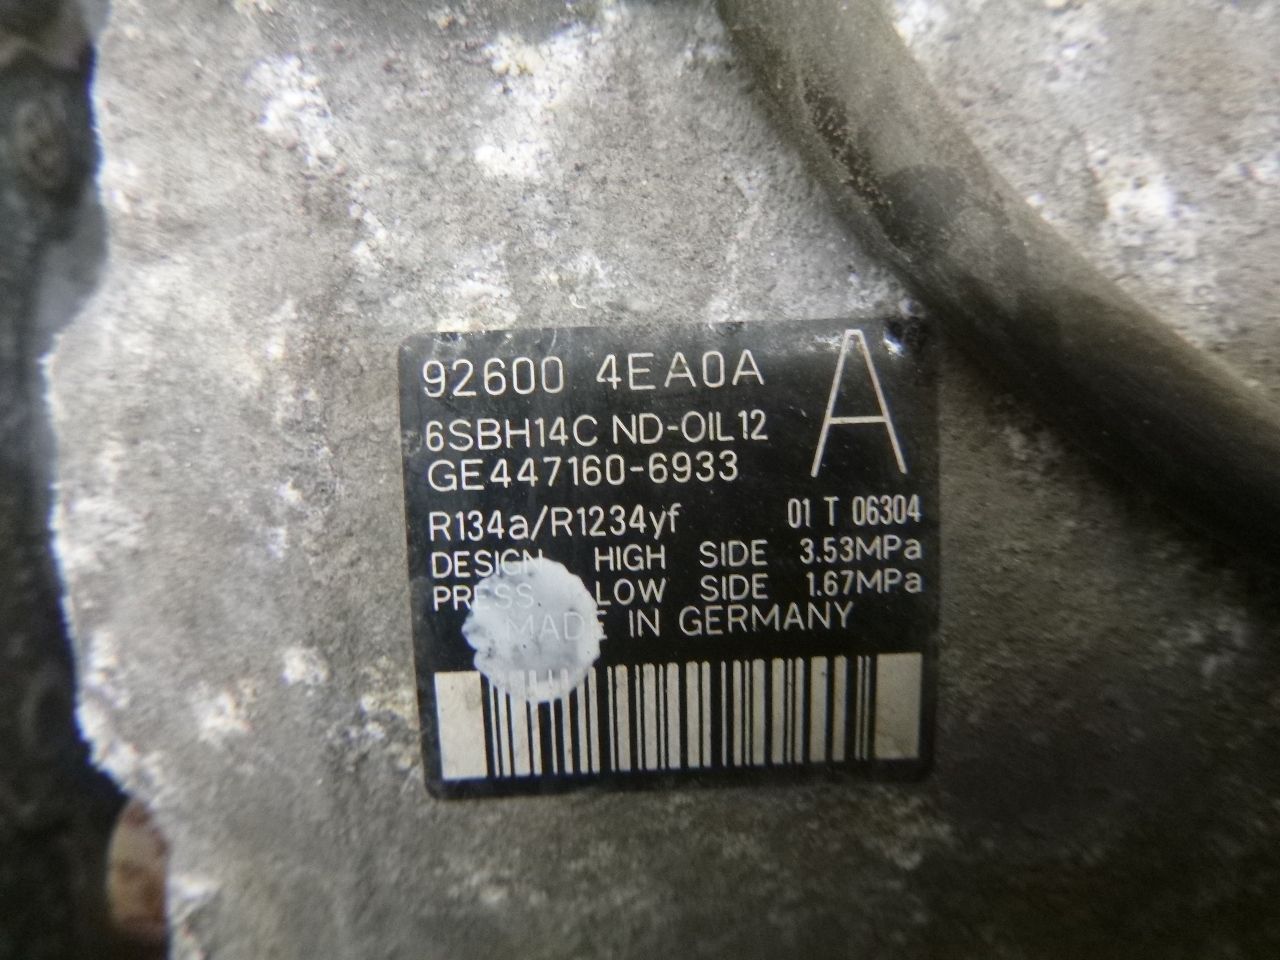 92600 4EA0A A
6SBH14C ND-OIL12
GE447160-6933
R134a/R1234yf 01 T 06304
DESIGN HIGH SIDE 3.53MPa
PRESS. LOW SIDE 1.67MPa
MADE IN GERMANY